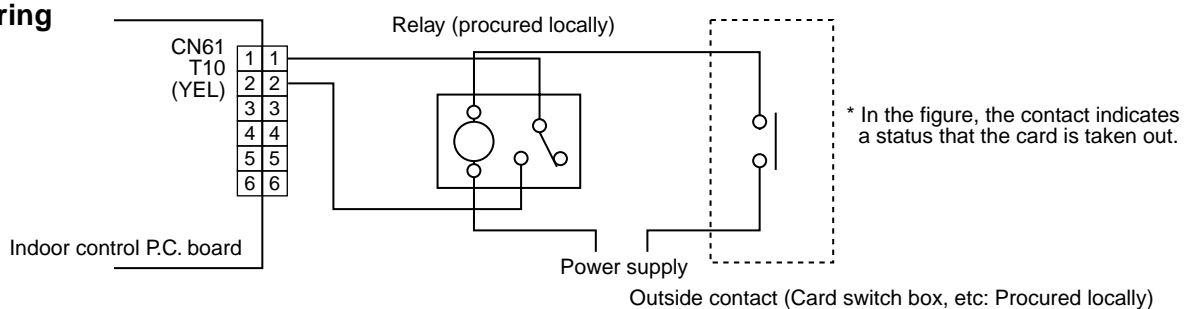 ring
Relay (procured locally)
CN61
T10
(YEL)
1 1
2 2
3 3
4 4
5 5
6 6
* In the figure, the contact indicates
a status that the card is taken out.
Indoor control P.C. board
Power supply
Outside contact (Card switch box, etc: Procured locally)